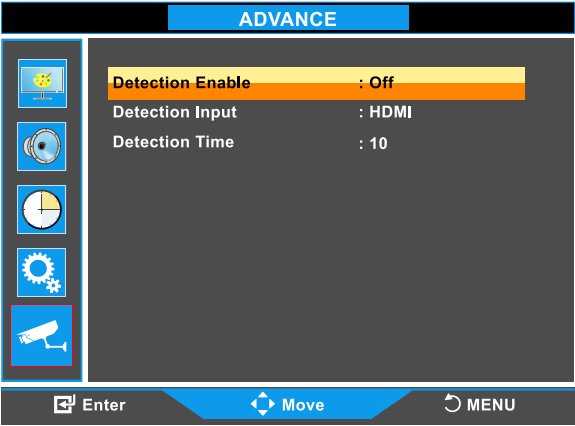 ADVANCE
Detection Enable : Off
Detection Input : HDMI
Detection Time : 10
Enter Move MENU